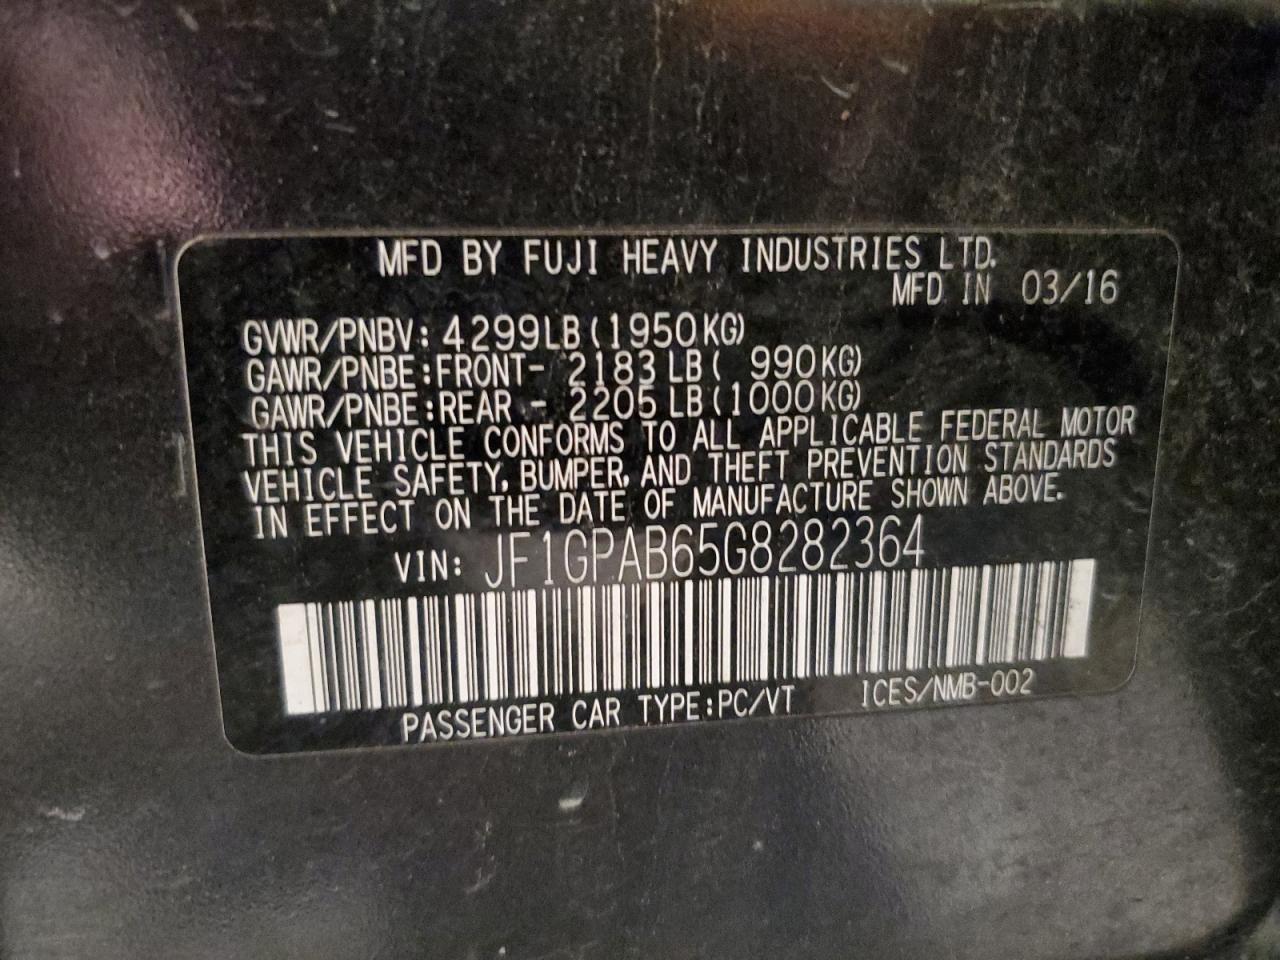 MFD BY FUJI HEAVY INDUSTRIES LTD.
MFD IN 03/16
GVWR/PNBV: 4299LB (1950KG)
GAWR/PNBE:FRONT- 2183 LB ( 990KG)
GAWR/PNBE:REAR - 2205 LB (1000KG)
THIS VEHICLE CONFORMS TO ALL APPLICABLE FEDERAL MOTOR
VEHICLE SAFETY, BUMPER, AND THEFT PREVENTION STANDARDS
IN EFFECT ON THE DATE OF MANUFACTURE SHOWN ABOVE.
VIN: JF1GPAB65G8282364
PASSENGER CAR TYPE:PC/VT ICES/NMB-002